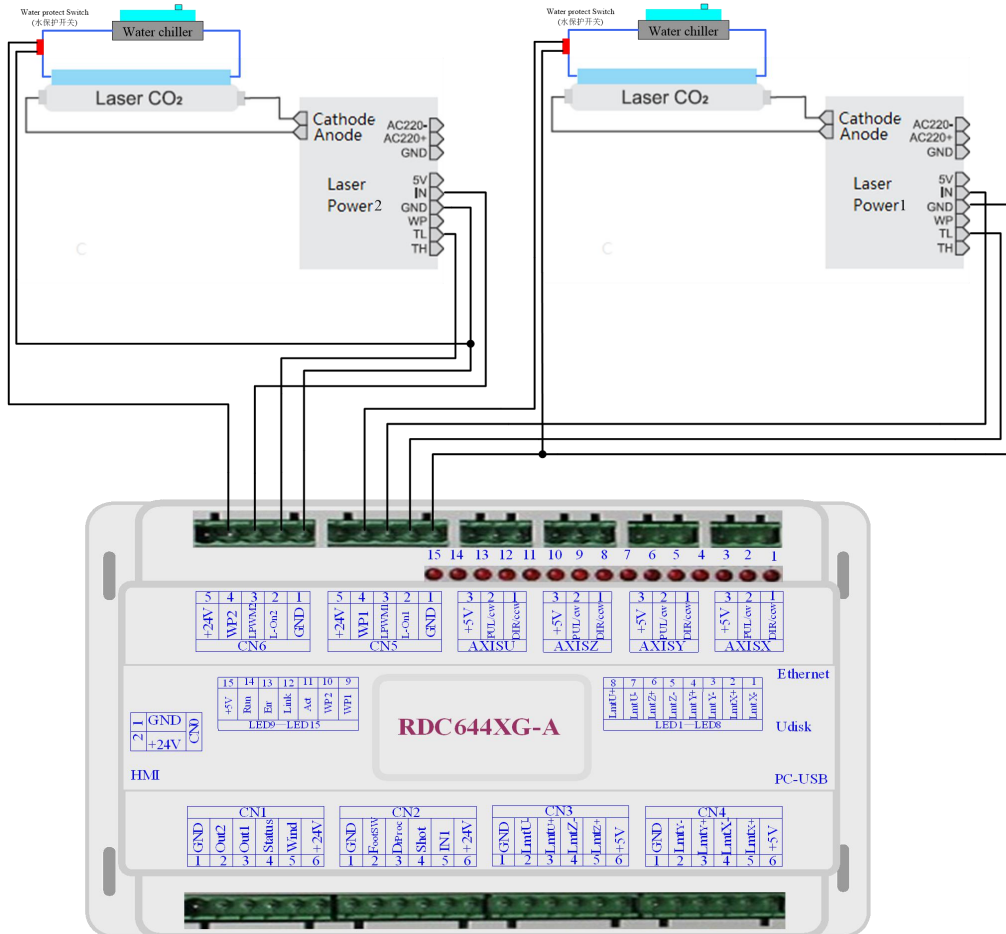 Water protect Switch
(水保护开关)
Water chiller
Laser CO₂
Cathode
Anode
AC220-
AC220+
GND
5V
IN
GND
WP
TL
TH
Laser
Power2
C
Water protect Switch
(水保护开关)
Water chiller
Laser CO₂
Cathode
Anode
AC220-
AC220+
GND
5V
IN
GND
WP
TL
TH
Laser
Power1
C
15 14 13 12 11 10 9 8 7 6 5 4 3 2 1
5 4 3 2 1
+24V WP2 LPWM2 L-On2 GND
CN6
5 4 3 2 1
+24V WP1 LPWM1 L-On1 GND
CN5
3 2 1
+5V PUL/cw DIR/ccw
AXISU
3 2 1
+5V PUL/cw DIR/ccw
AXISZ
3 2 1
+5V PUL/cw DIR/ccw
AXISY
3 2 1
+5V PUL/cw DIR/ccw
AXISX
Ethernet
15 14 13 12 11 10 9
+5V Run Err Link Act WP2 WP1
LED9—LED15
8 7 6 5 4 3 2 1
LmtU+ LmtU- LmtZ+ LmtZ- LmtY+ LmtY- LmtX+ LmtX-
LED1—LED8
Udisk
1 GND
2 +24V
CN0
RDC644XG-A
HMI
PC-USB
CN1
GND Out2 Out1 Status Wind +24V
1 2 3 4 5 6
CN2
GND FootSW DrProc Shot IN1 +24V
1 2 3 4 5 6
CN3
GND LmtU- LmtU+ LmtZ- LmtZ+ +5V
1 2 3 4 5 6
CN4
GND LmtY- LmtY+ LmtX- LmtX+ +5V
1 2 3 4 5 6